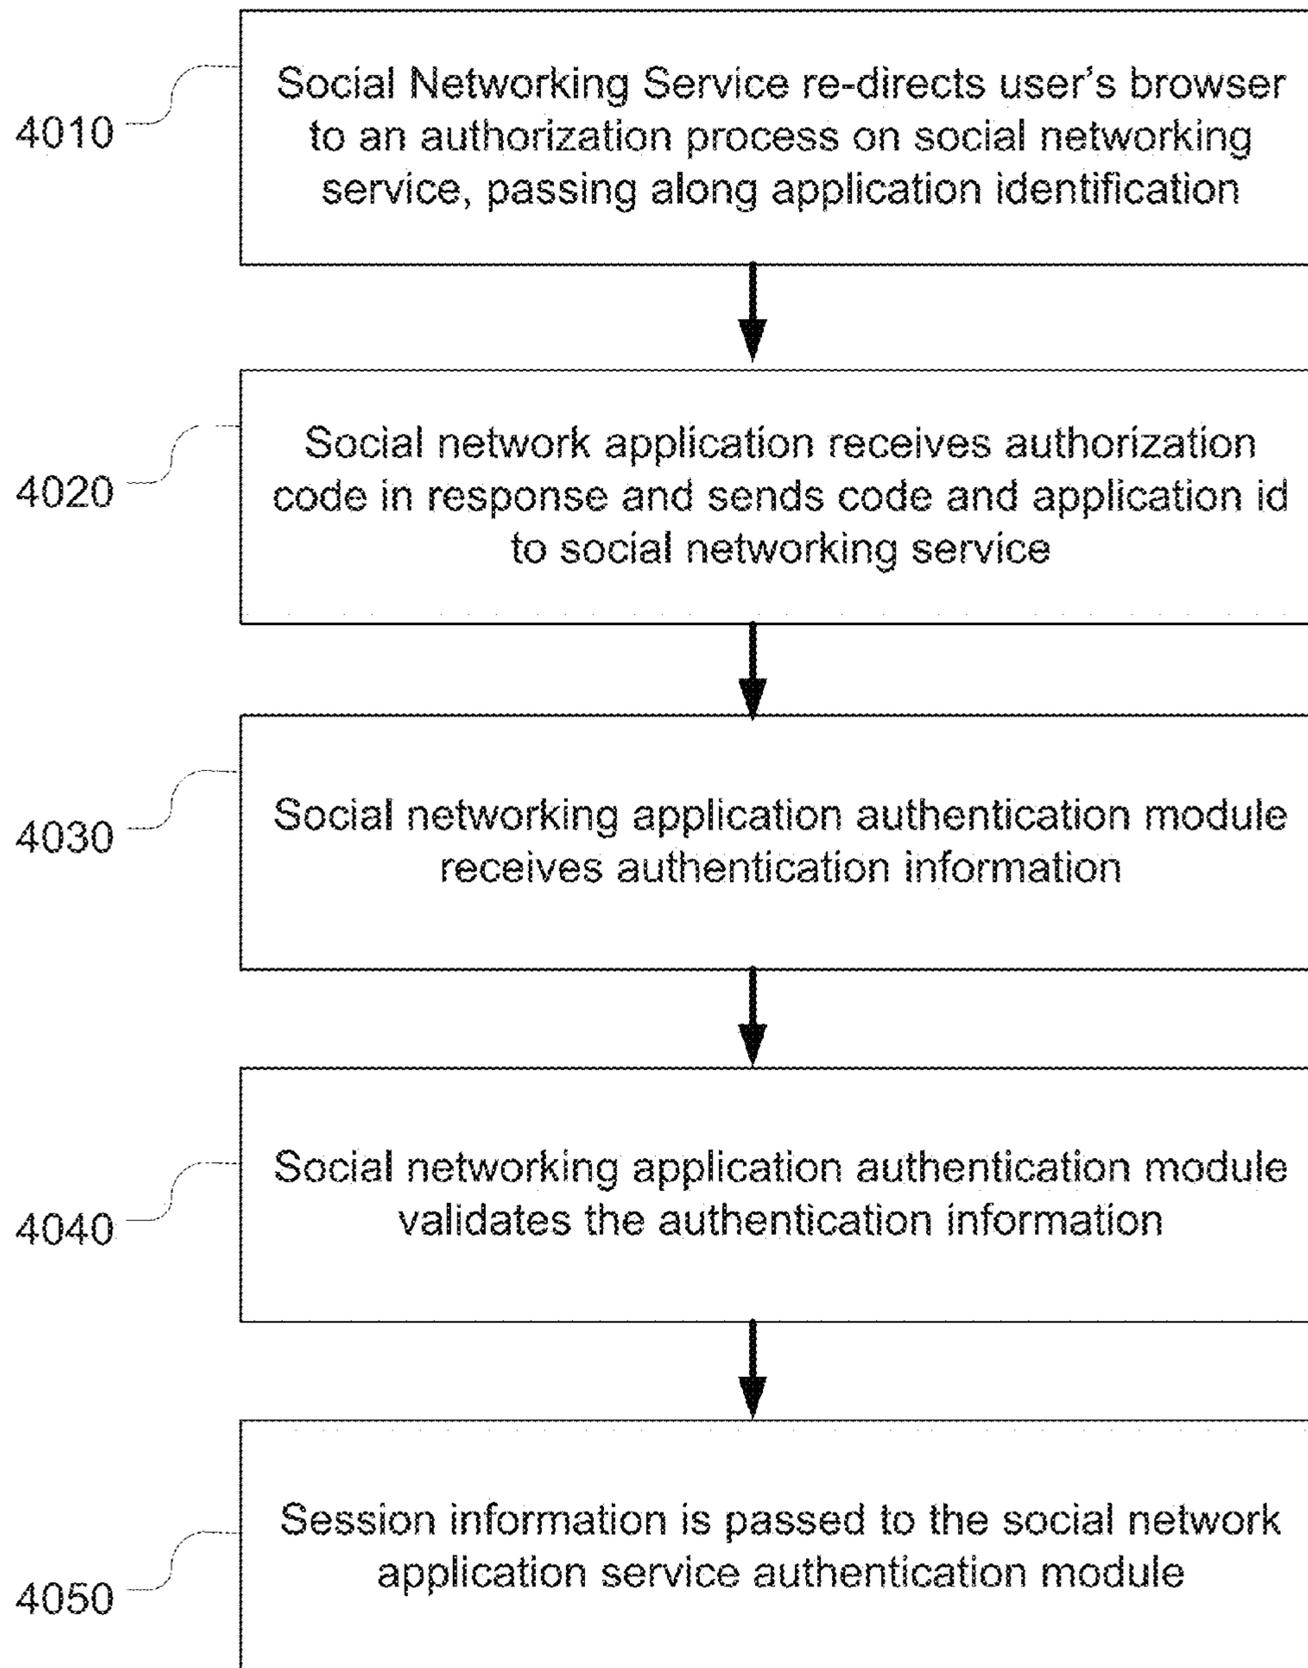 Social Networking Service re-directs user's browser
4010
to an authorization process on social networking
service, passing along application identification
Social network application receives authorization
4020
code in response and sends code and application id
to social networking service
4030
Social networking application authentication module
receives authentication information
Social networking application authentication module
4040
validates the authentication information
Session information is passed to the social network
4050
application service authentication module